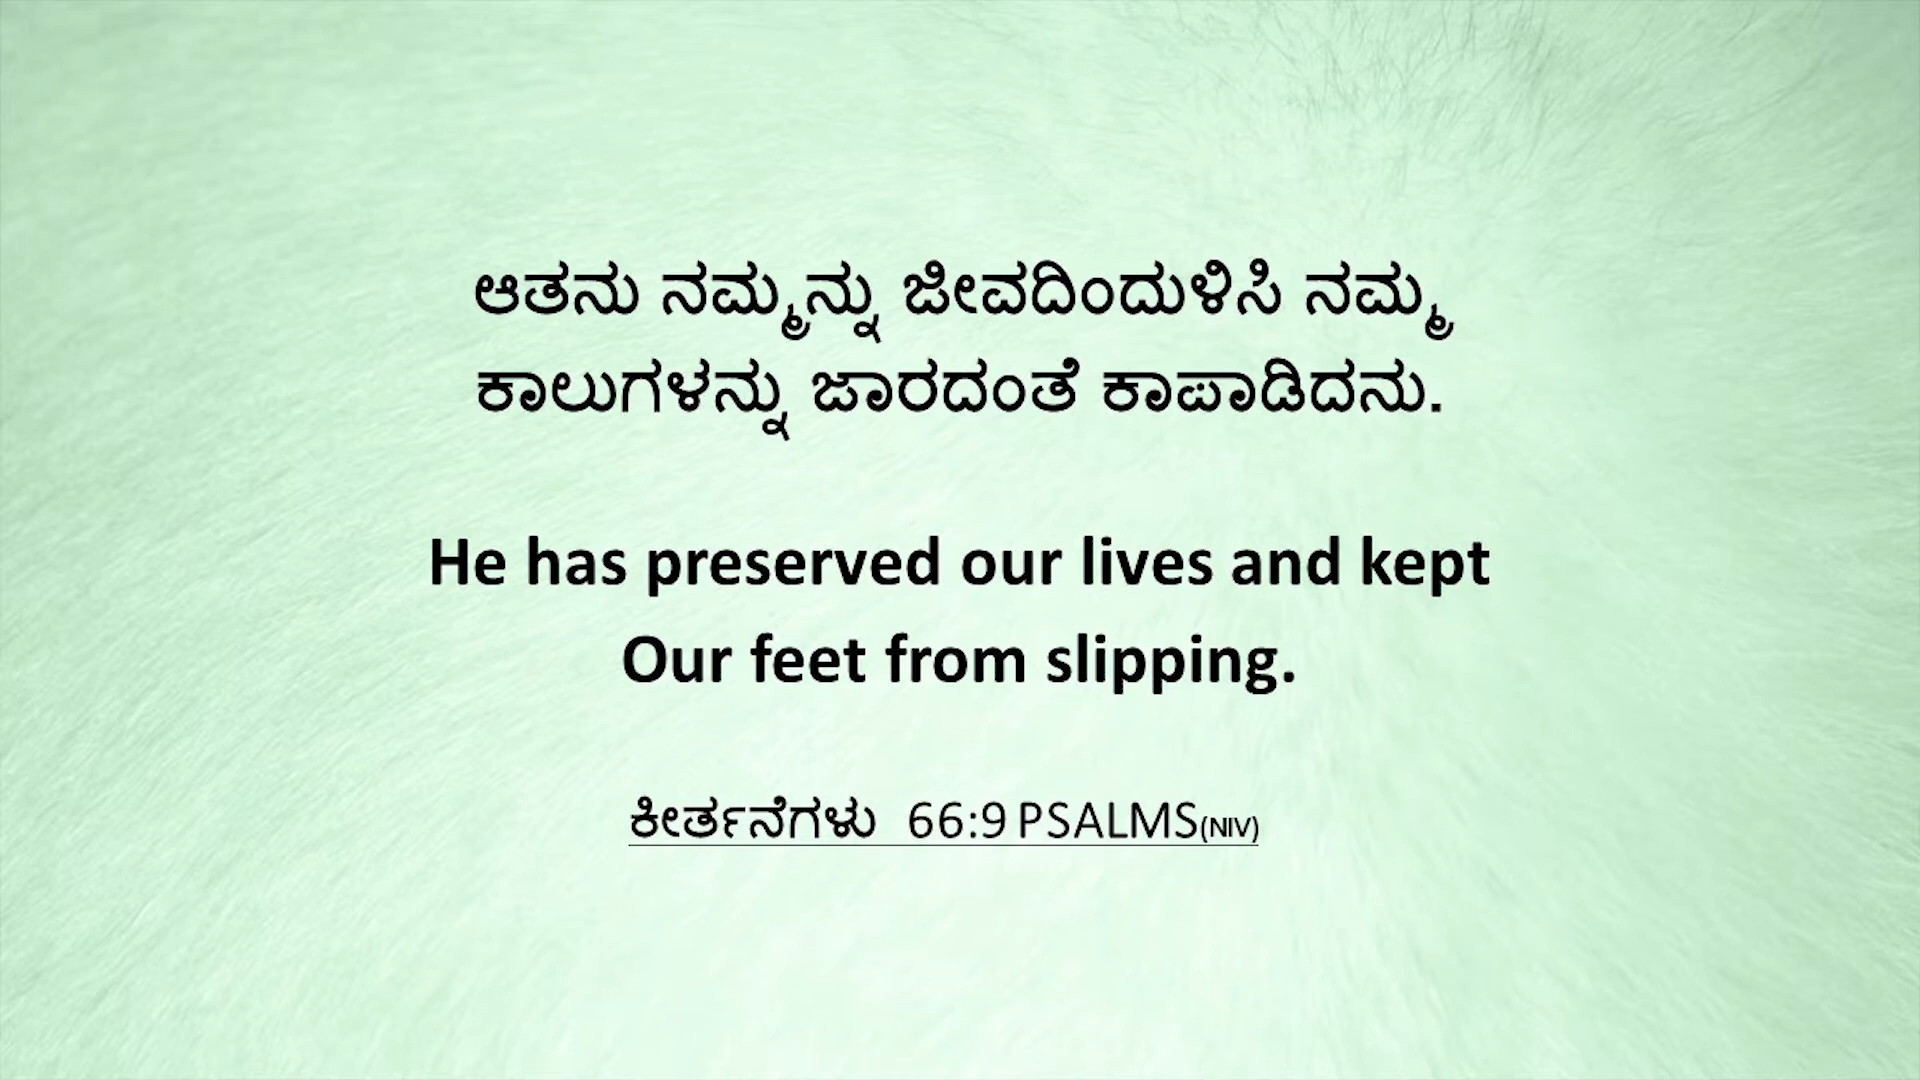 ಆತನು ನಮ್ಮನ್ನು ಜೀವದಿಂದುಳಿಸಿ ನಮ್ಮ
ಕಾಲುಗಳನ್ನು ಜಾರದಂತೆ ಕಾಪಾಡಿದನು.
He has preserved our lives and kept
Our feet from slipping.
ಕೀರ್ತನೆಗಳು 66:9 PSALMS(NIV)